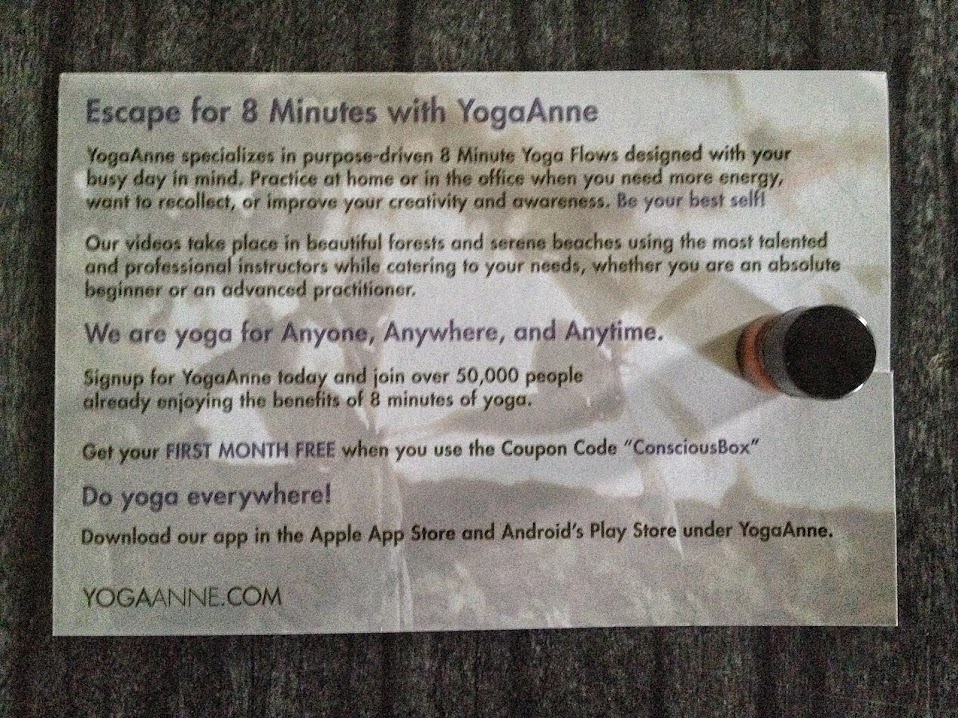 Escape for 8 Minutes with YogaAnne
YogaAnne specializes in purpose-driven 8 Minute Yoga Flows designed with your
busy day in mind. Practice at home or in the office when you need more energy,
want to recollect, or improve your creativity and awareness. Be your best self!
Our videos take place in beautiful forests and serene beaches using the most talented
and professional instructors while catering to your needs, whether you are an absolute
beginner or an advanced practitioner.
We are yoga for Anyone, Anywhere, and Anytime.
Signup for YogaAnne today and join over 50,000 people
already enjoying the benefits of 8 minutes of yoga.
Get your FIRST MONTH FREE when you use the Coupon Code “ConsciousBox”
Do yoga everywhere!
Download our app in the Apple App Store and Android's Play Store under YogaAnne.
YOGAANNE.COM